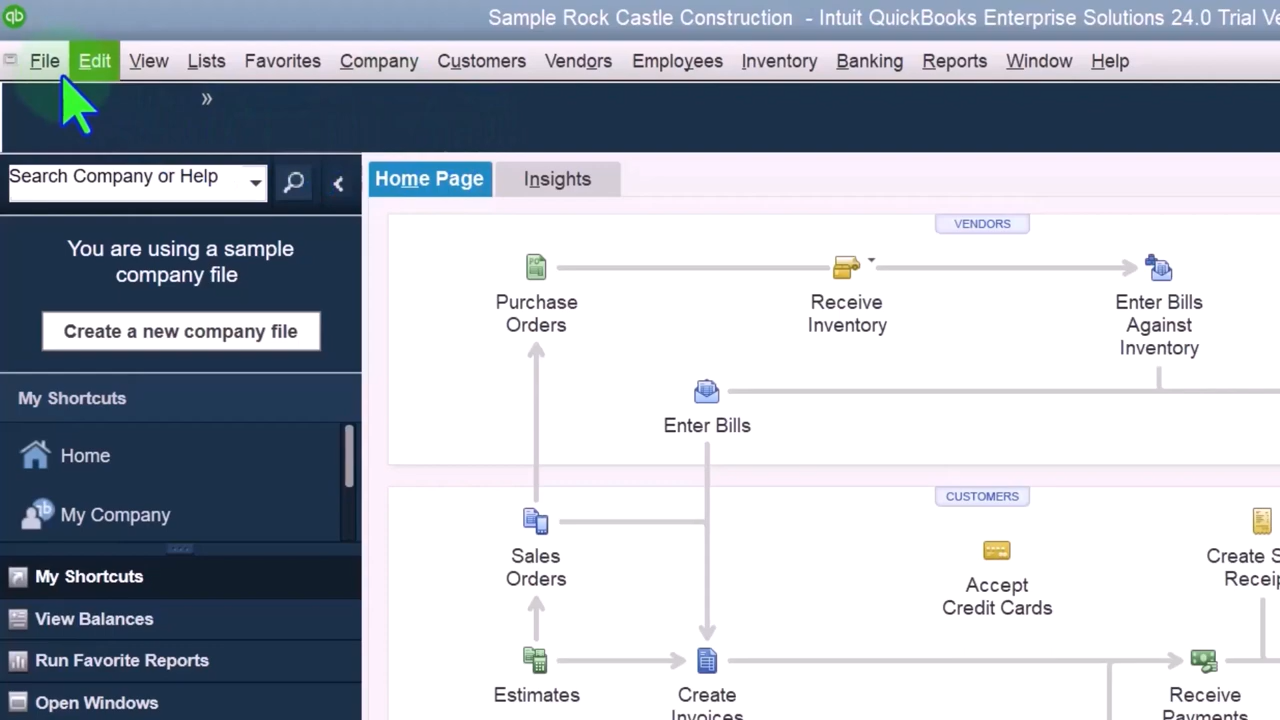 qb
Sample Rock Castle Construction - Intuit QuickBooks Enterprise Solutions 24.0 Trial Ve
File Edit View Lists Favorites Company Customers Vendors Employees Inventory Banking Reports Window Help
»
Search Company or Help
Home Page Insights
You are using a sample
company file
Create a new company file
My Shortcuts
Home
My Company
My Shortcuts
View Balances
Run Favorite Reports
Open Windows
VENDORS
Purchase
Orders
Receive
Inventory
Enter Bills
Against
Inventory
Enter Bills
CUSTOMERS
Sales
Orders
Accept
Credit Cards
Create S
Receip
Estimates
Create
Invoices
Receive
Payments